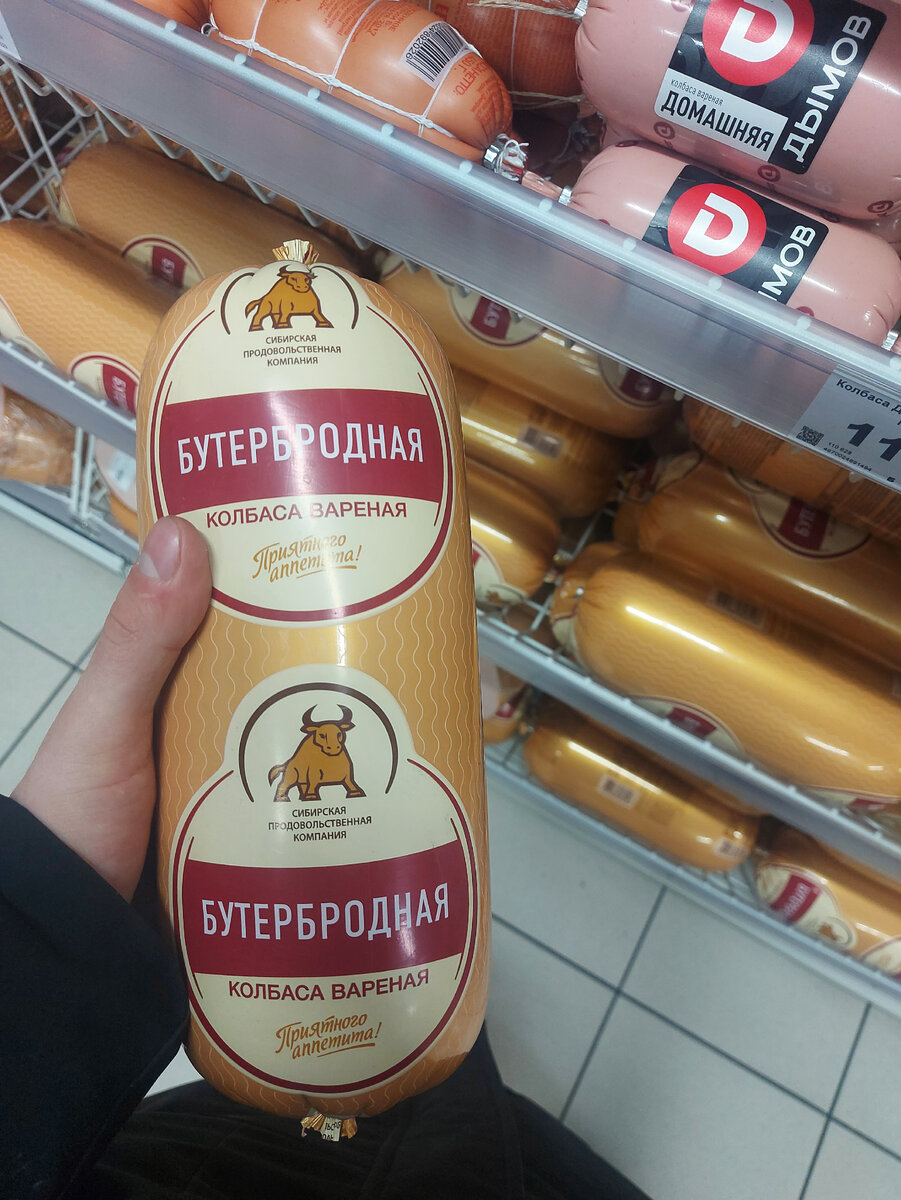 колбаса вареная
ДОМАШНЯЯ
ДЫМОВ
СИБИРСКАЯ
ПРОДОВОЛЬСТВЕННАЯ
КОМПАНИЯ
БУТЕРБРОДНАЯ
КОЛБАСА ВАРЕНАЯ
Приятного
аппетита!
СИБИРСКАЯ
ПРОДОВОЛЬСТВЕННАЯ
КОМПАНИЯ
БУТЕРБРОДНАЯ
КОЛБАСА ВАРЕНАЯ
Приятного
аппетита!
Колбаса Д
11